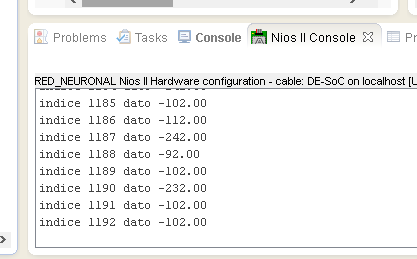 Problems Tasks Console Nios II Console Pr
RED_NEURONAL Nios II Hardware configuration - cable: DE-SoC on localhost [L
indice 1185 dato -102.00
indice 1186 dato -112.00
indice 1187 dato -242.00
indice 1188 dato -92.00
indice 1189 dato -102.00
indice 1190 dato -232.00
indice 1191 dato -102.00
indice 1192 dato -102.00